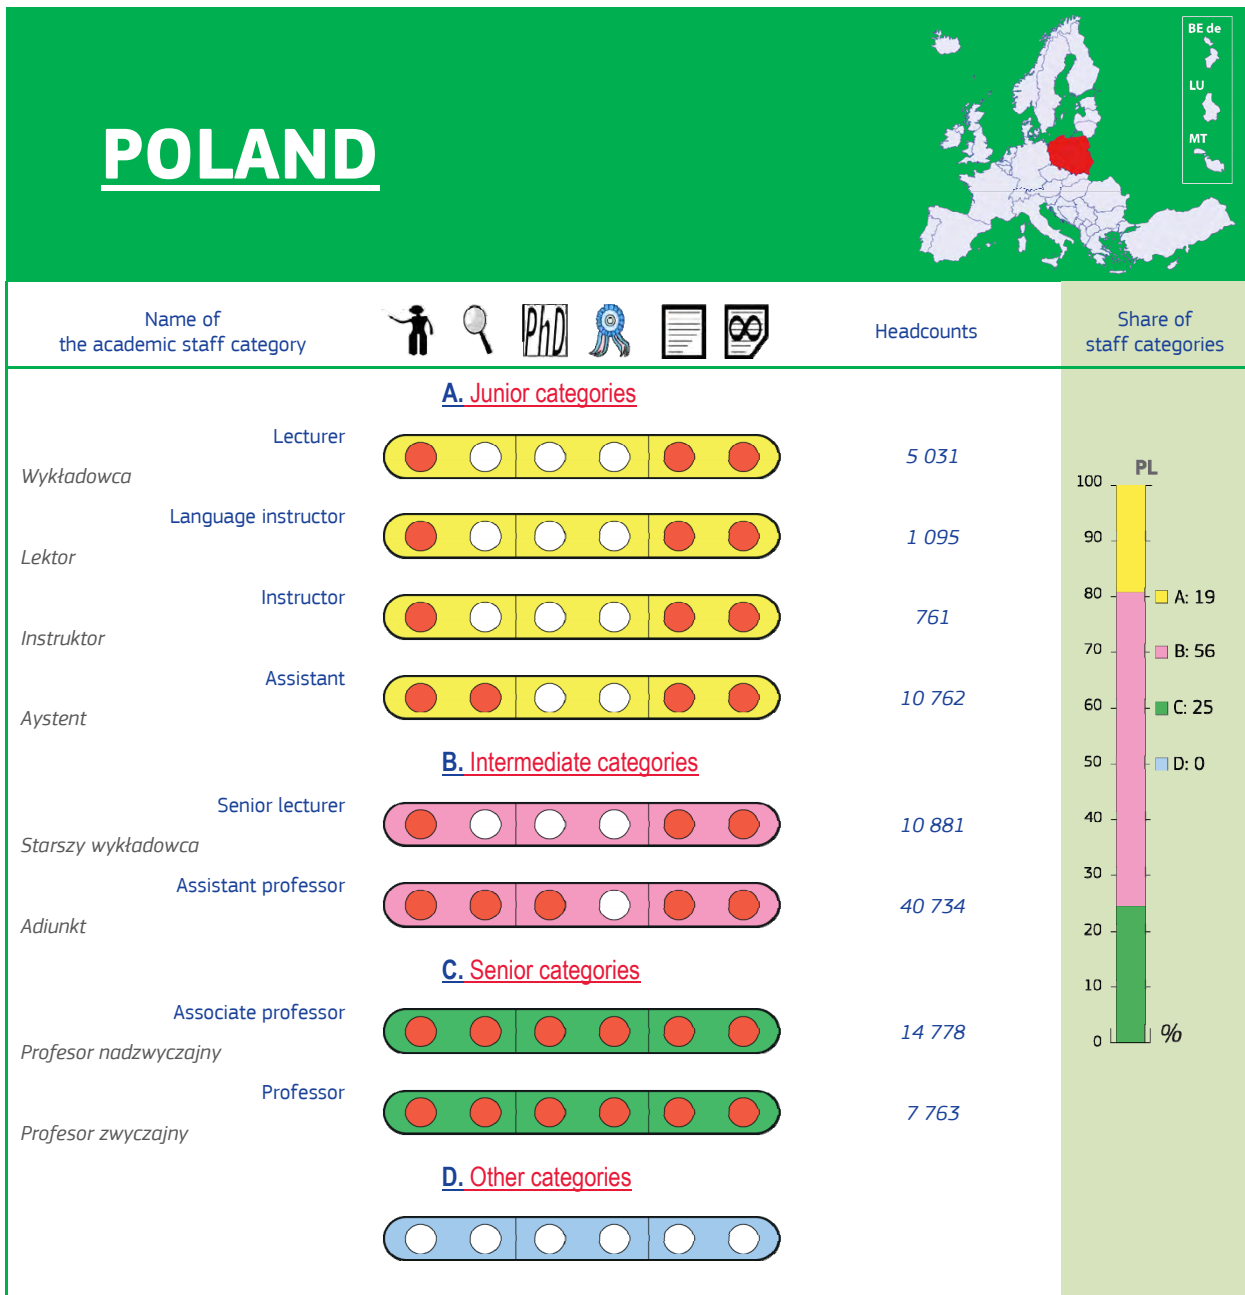 BE de
LU
MT
POLAND
Name of
the academic staff category
PhD
Headcounts
Share of
staff categories
A. Junior categories
Lecturer
Wykładowca
5 031
Language instructor
Lektor
1 095
Instructor
Instruktor
761
Assistant
Aystent
10 762
B. Intermediate categories
Senior lecturer
Starszy wykładowca
10 881
Assistant professor
Adiunkt
40 734
C. Senior categories
Associate professor
Profesor nadzwyczajny
14 778
Professor
Profesor zwyczajny
7 763
D. Other categories
PL
100
90
80
70
60
50
40
30
20
10
0
%
A: 19
B: 56
C: 25
D: 0